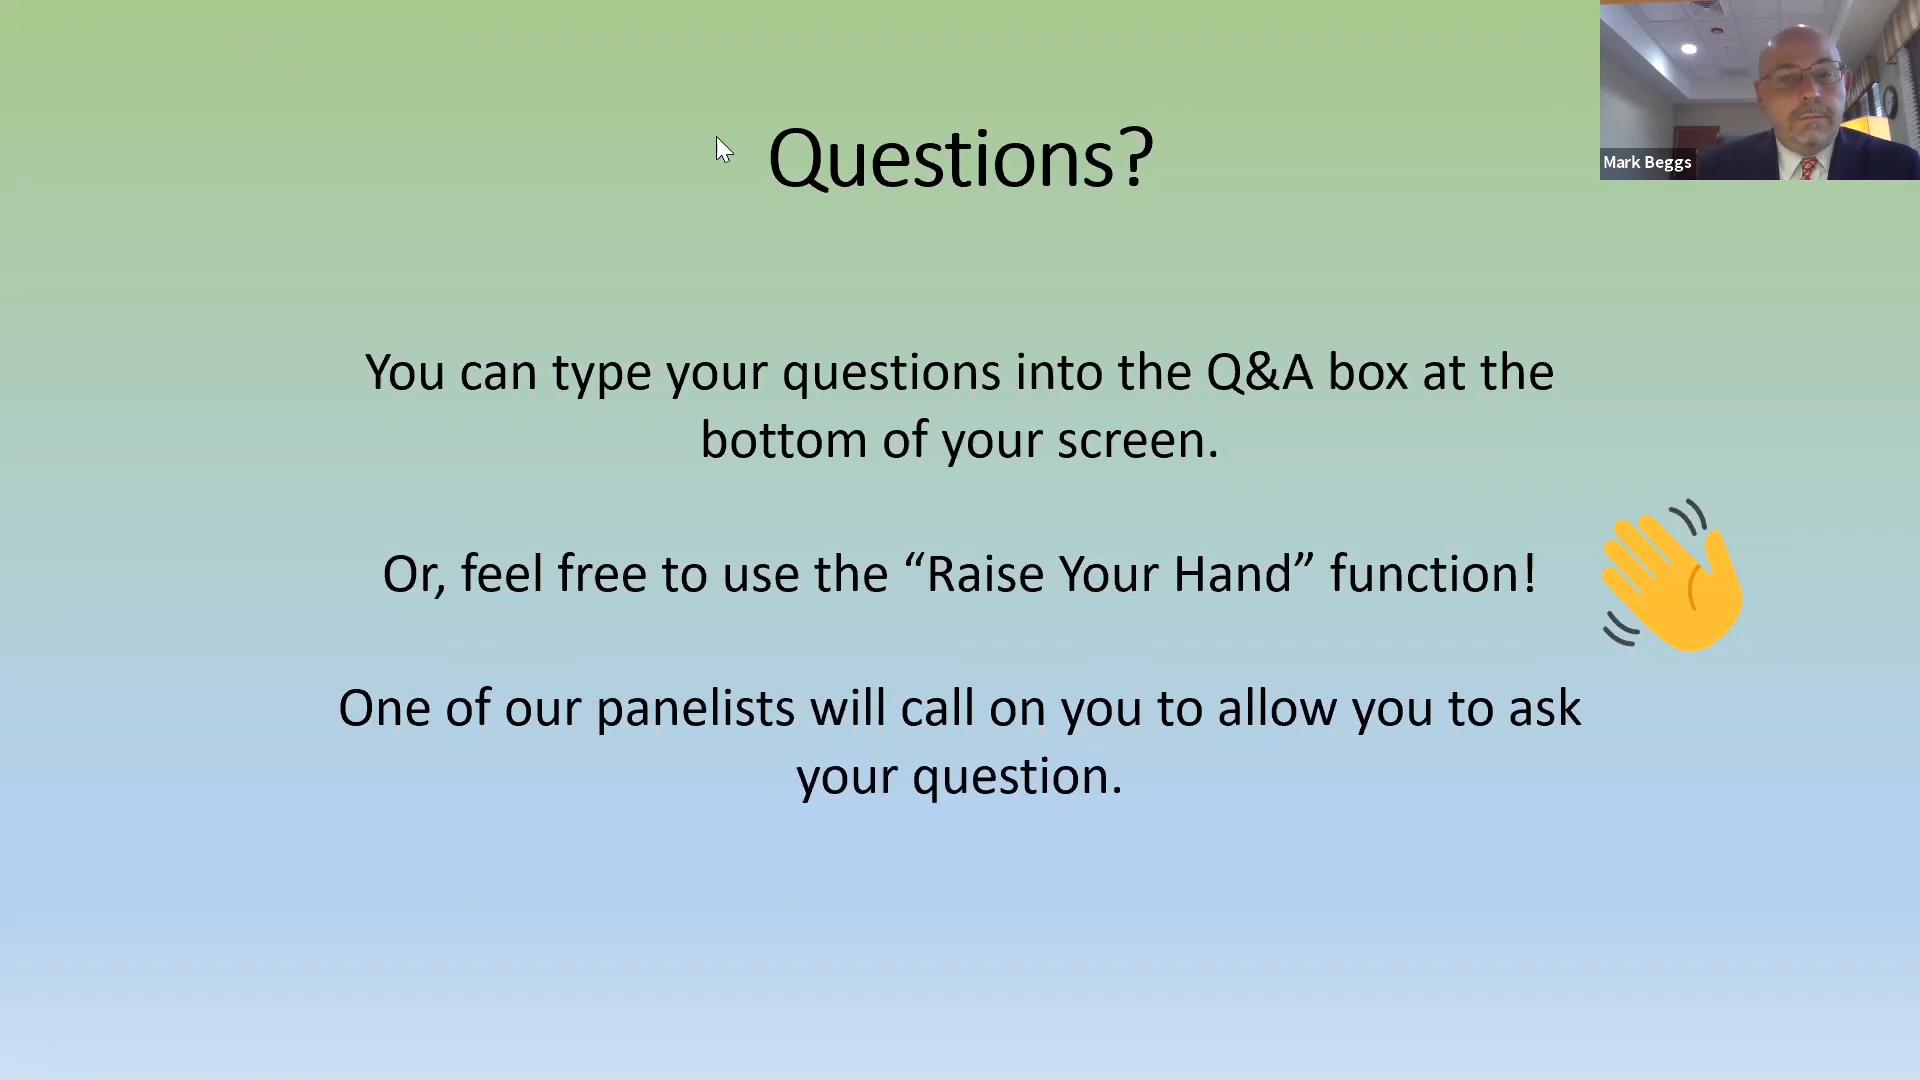 Questions?
Mark Beggs
You can type your questions into the Q&A box at the
bottom of your screen.
Or, feel free to use the “Raise Your Hand” function!
One of our panelists will call on you to allow you to ask
your question.